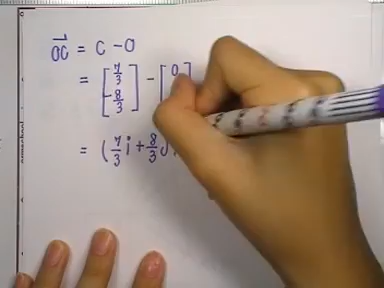 OC = C - O
= [7/3 -8/3] - [0
= (7/3 i + 8/3 j)